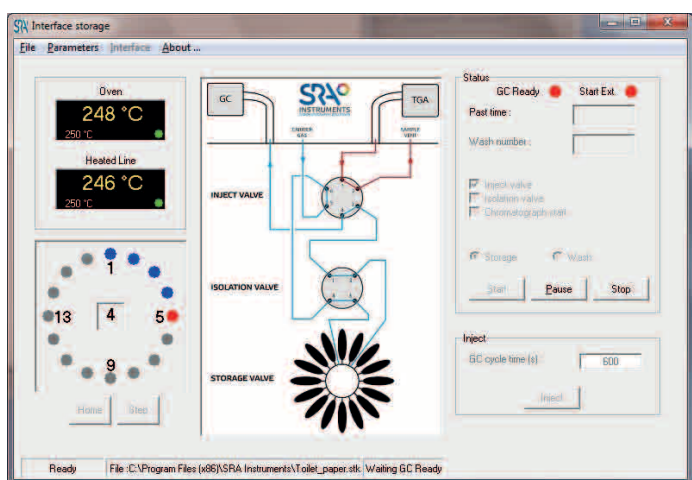 SRA Interface storage
File Parameters Interface About ...
Oven
248 °C
250 °C
Heated Line
246 °C
250 °C
1
5
9
13
4
Home Step
GC
SRA
INSTRUMENTS
TGA
CARRIER
GAS
SAMPLE
VENT
INJECT VALVE
ISOLATION VALVE
STORAGE VALVE
Status
GC Ready Start Ext.
Past time :
Wash number :
Inject valve
Isolation valve
Chromatograph start
Storage Wash
Start Pause Stop
Inject
GC cycle time (s) 600
Inject
Ready File :C:\Program Files (x86)\SRA Instruments\Toilet_paper.stk Waiting GC Ready